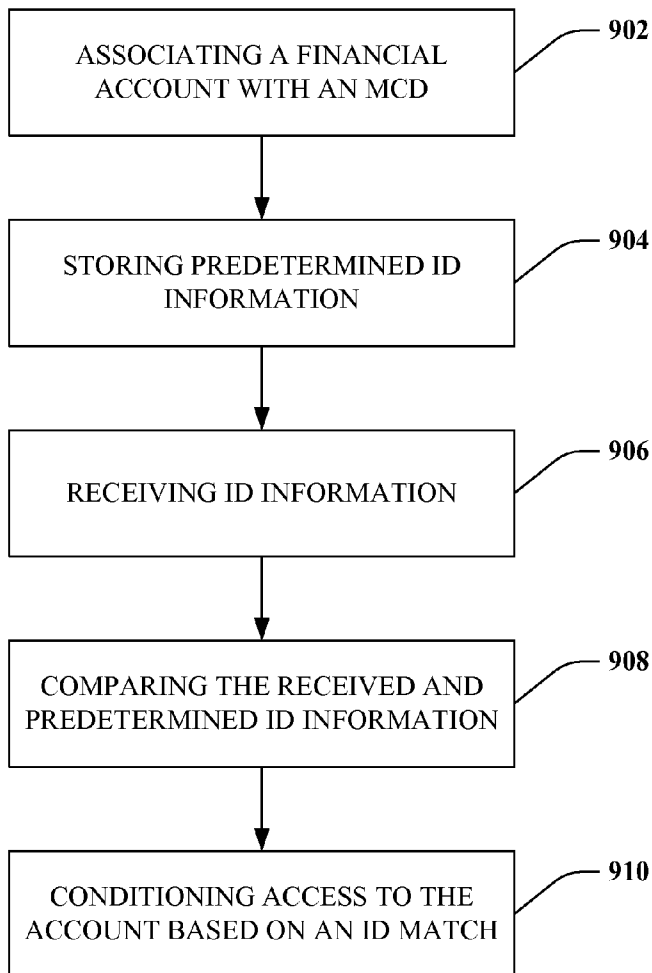 902
ASSOCIATING A FINANCIAL
ACCOUNT WITH AN MCD
904
STORING PREDETERMINED ID
INFORMATION
906
RECEIVING ID INFORMATION
908
COMPARING THE RECEIVED AND
PREDETERMINED ID INFORMATION
910
CONDITIONING ACCESS TO THE
ACCOUNT BASED ON AN ID MATCH